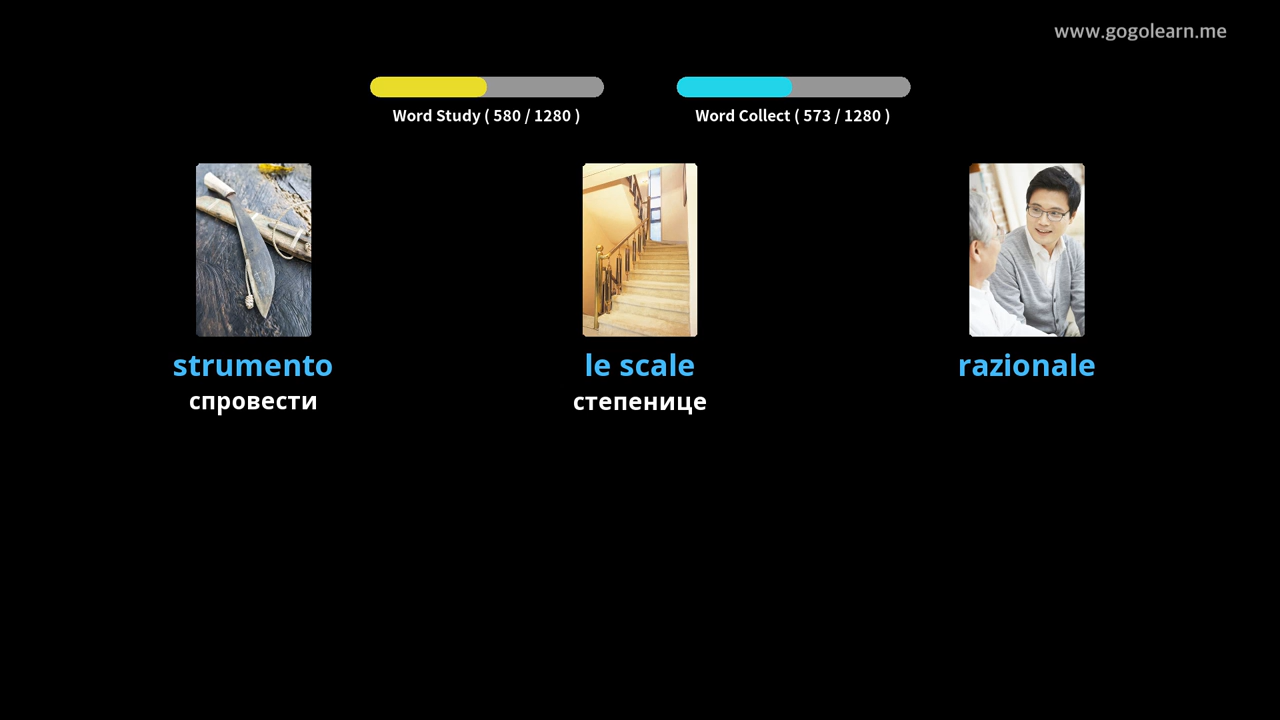 www.gogolearn.me
Word Study ( 580 / 1280 )
Word Collect ( 573 / 1280 )
strumento
спровести
le scale
степенице
razionale